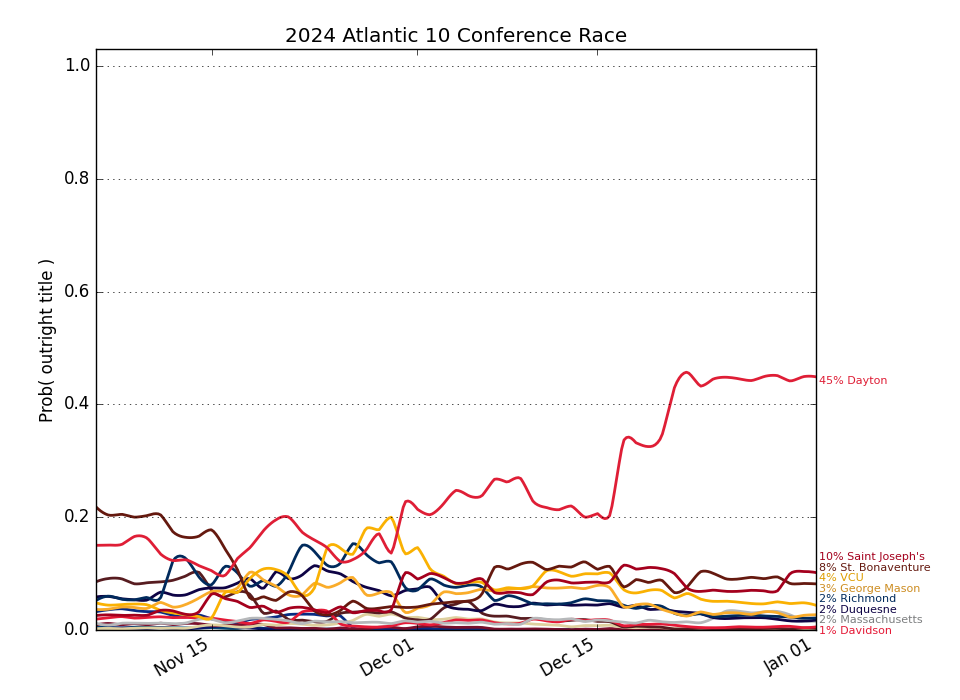 2024 Atlantic 10 Conference Race
Prob( outright title )
1.0
0.8
0.6
0.4
0.2
0.0
Nov 15
Dec 01
Dec 15
Jan 01
45% Dayton
10% Saint Joseph's
8% St. Bonaventure
4% VCU
3% George Mason
2% Richmond
2% Duquesne
2% Massachusetts
1% Davidson